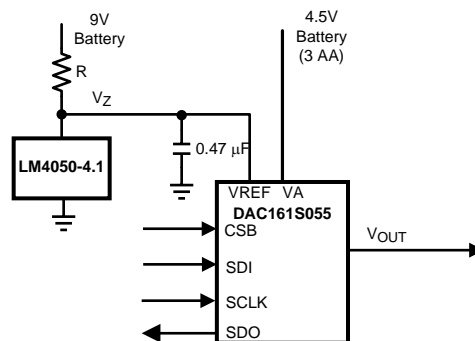 9V
Battery
4.5V
Battery
(3 AA)
R
VZ
LM4050-4.1
0.47 µF
VREF VA
DAC161S055
CSB
SDI
SCLK
SDO
VOUT